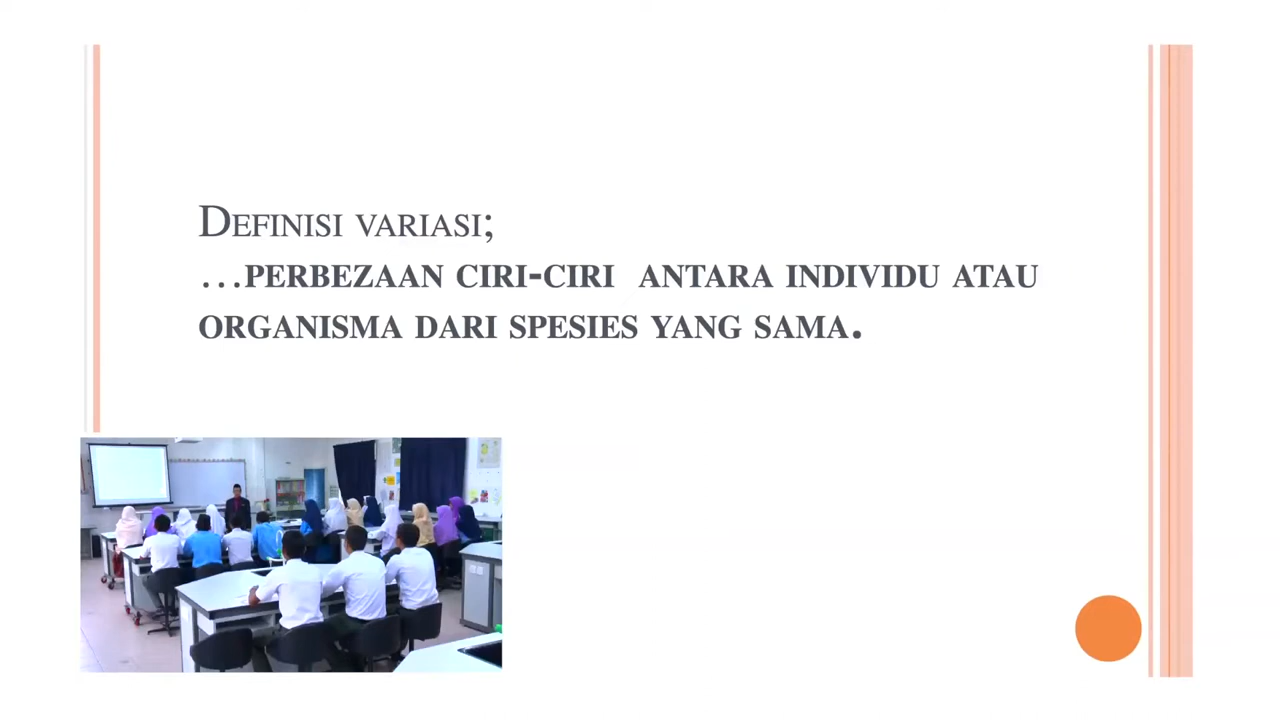 DEFINISI VARIASI;
…PERBEZAAN CIRI-CIRI ANTARA INDIVIDU ATAU
ORGANISMA DARI SPESIES YANG SAMA.